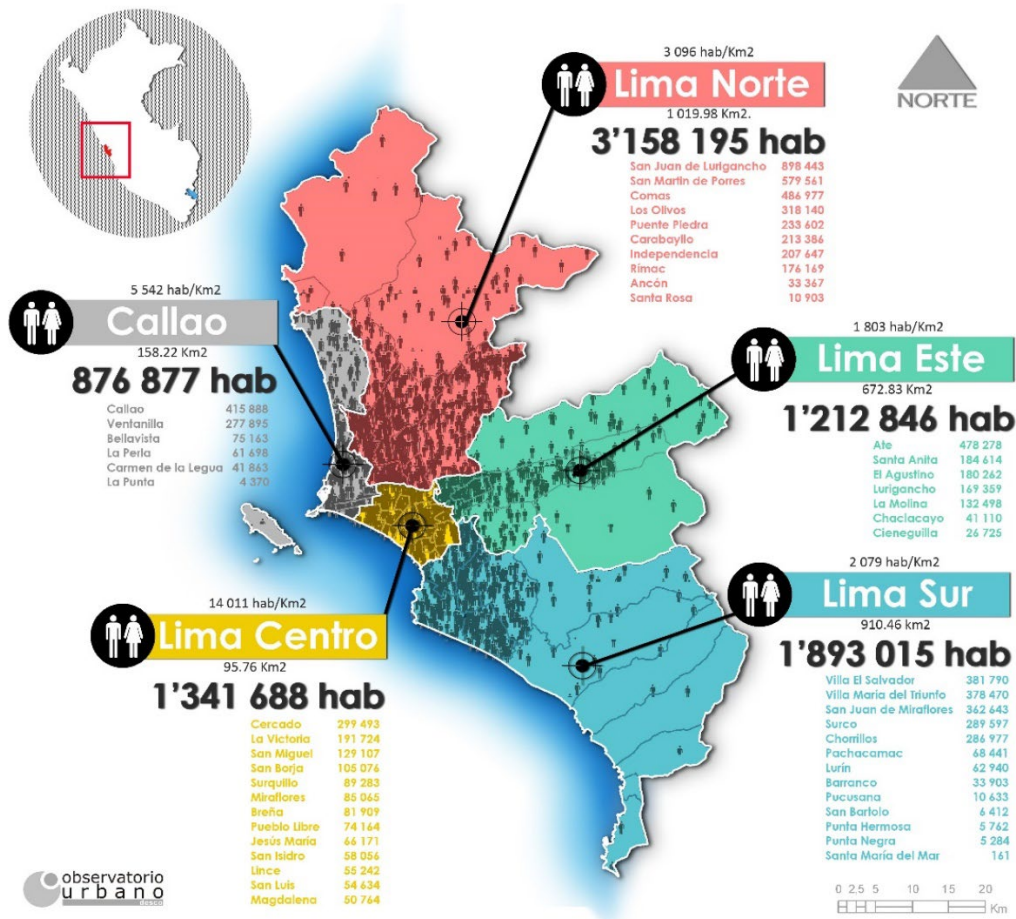 NORTE
3 096 hab/Km2
Lima Norte
1 019.98 Km2.
3'158 195 hab
San Juan de Lurigancho 898 443
San Martin de Porres 579 561
Comas 486 977
Los Olivos 318 140
Puente Piedra 233 602
Carabayllo 213 386
Independencia 207 647
Rímac 176 169
Ancón 33 367
Santa Rosa 10 903
5 542 hab/Km2
Callao
158.22 Km2
876 877 hab
Callao 415 888
Ventanilla 277 895
Bellavista 75 163
La Perla 61 698
Carmen de la Legua 41 863
La Punta 4 370
1 803 hab/Km2
Lima Este
672.83 Km2
1'212 846 hab
Ate 478 278
Santa Anita 184 614
El Agustino 180 262
Lurigancho 169 359
La Molina 132 498
Chaclacayo 41 110
Cieneguilla 26 725
14 011 hab/Km2
Lima Centro
95.76 Km2
1'341 688 hab
Cercado 299 493
La Victoria 191 724
San Miguel 129 107
San Borja 105 076
Surquillo 89 283
Miraflores 85 065
Breña 81 909
Pueblo Libre 74 164
Jesús María 66 171
San Isidro 58 056
Lince 55 242
San Luis 54 634
Magdalena 50 764
2 079 hab/Km2
Lima Sur
910.46 km2
1'893 015 hab
Villa El Salvador 381 790
Villa María del Triunfo 378 470
San Juan de Miraflores 362 643
Surco 289 597
Chorrillos 286 977
Pachacamac 68 441
Lurín 62 940
Barranco 33 903
Pucusana 10 633
San Bartolo 6 412
Punta Hermosa 5 762
Punta Negra 5 284
Santa María del Mar 161
observatorio
urbano
desco
0 2.5 5 10 15 20
Km